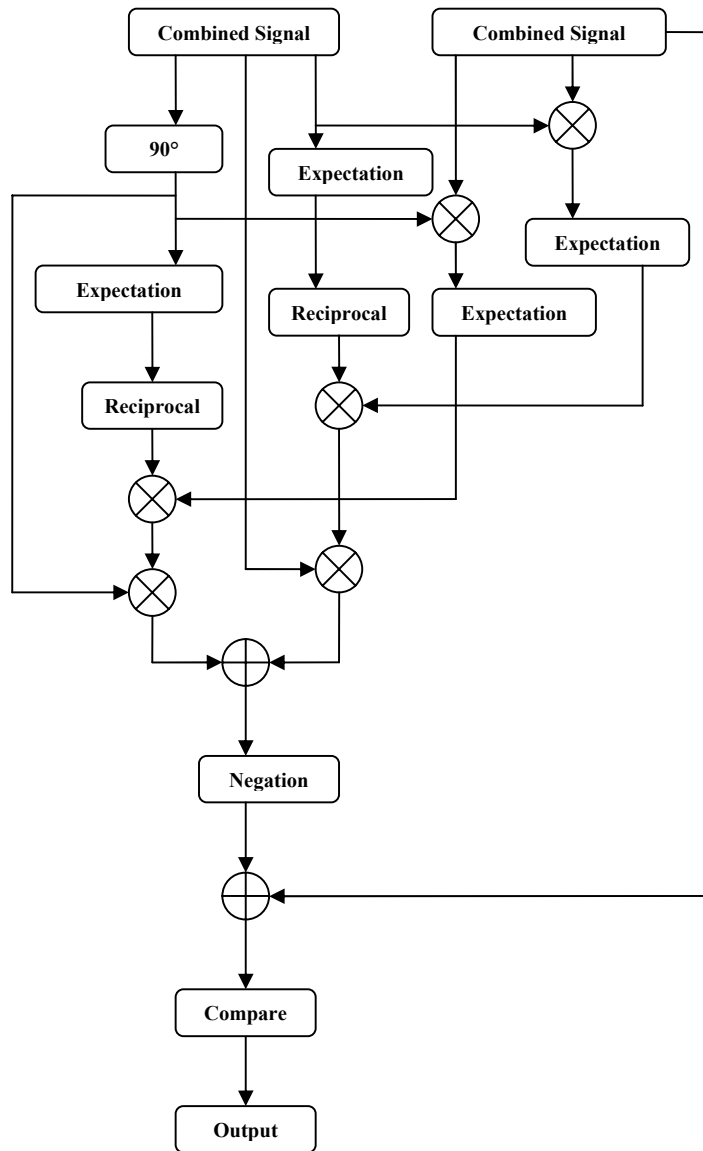 Combined Signal
Combined Signal
90°
Expectation
Expectation
Expectation
Reciprocal
Expectation
Reciprocal
Negation
Compare
Output